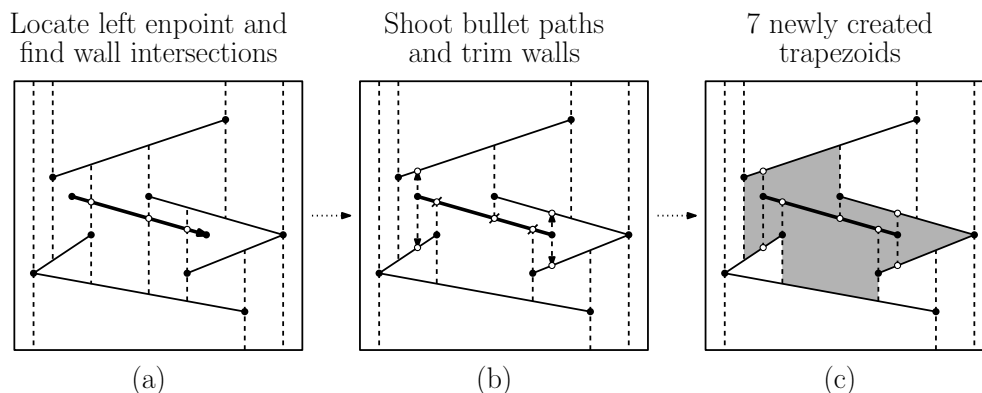 Locate left enpoint and
find wall intersections
Shoot bullet paths
and trim walls
7 newly created
trapezoids
(a)
(b)
(c)